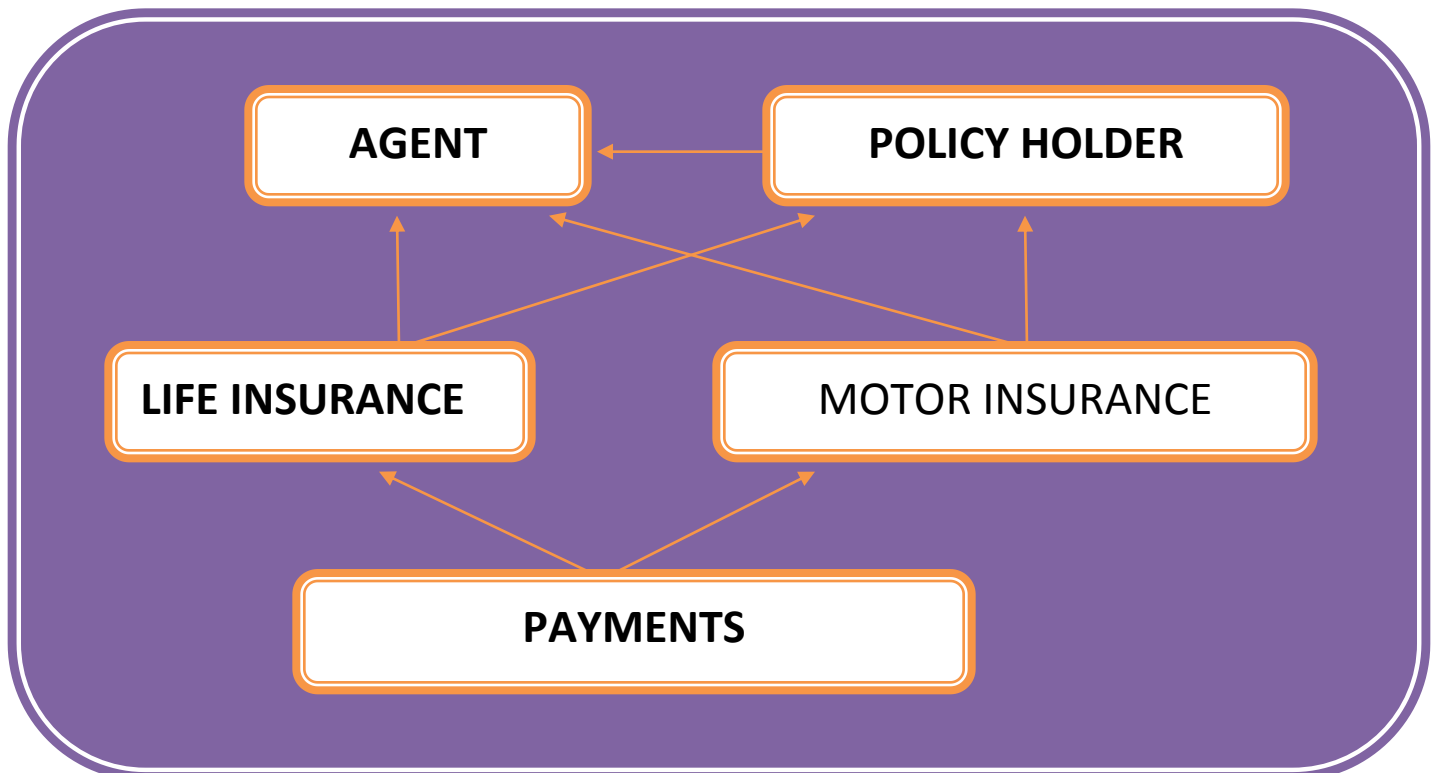 AGENT
POLICY HOLDER
LIFE INSURANCE
MOTOR INSURANCE
PAYMENTS